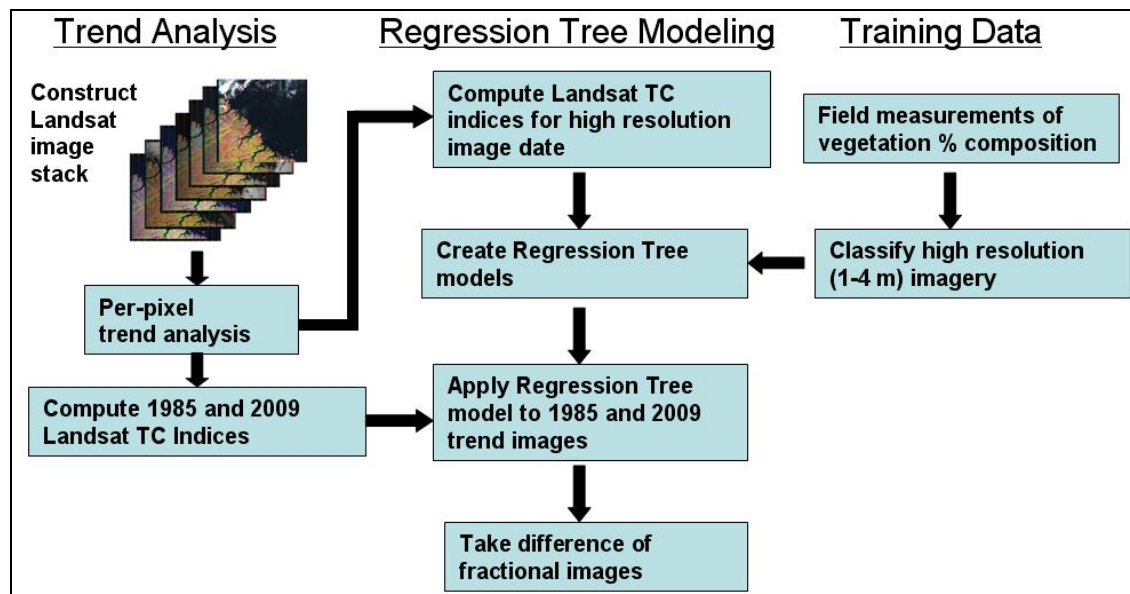 Trend Analysis
Construct
Landsat
image
stack
Per-pixel
trend analysis
Compute 1985 and 2009
Landsat TC Indices
Regression Tree Modeling
Compute Landsat TC
indices for high resolution
image date
Create Regression Tree
models
Apply Regression Tree
model to 1985 and 2009
trend images
Take difference of
fractional images
Training Data
Field measurements of
vegetation % composition
Classify high resolution
(1-4 m) imagery